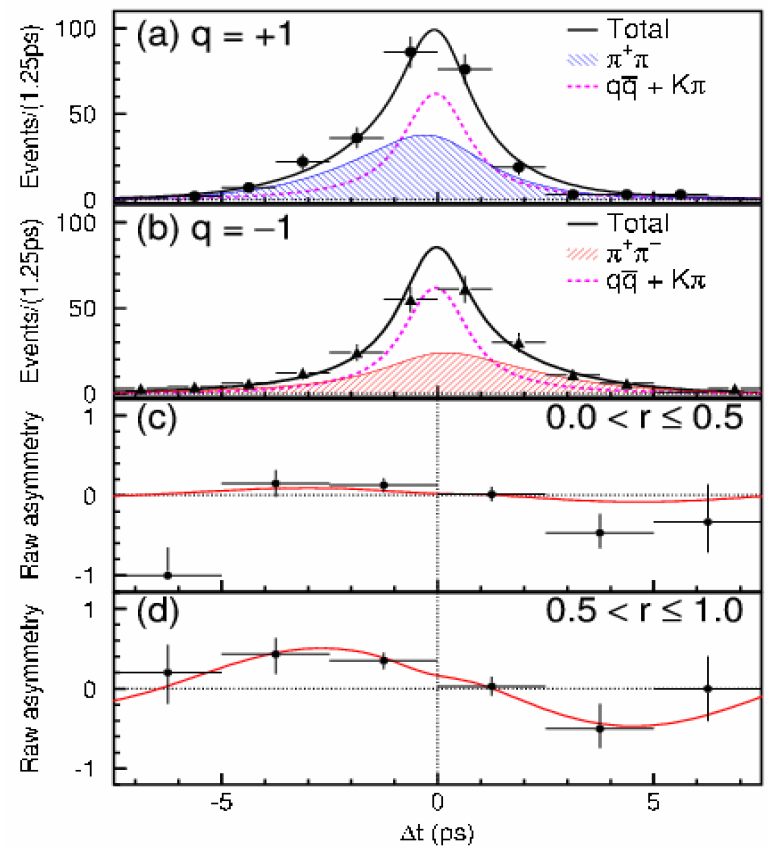 (a) q = +1
Total
π⁺π
qq̅ + Kπ
Events/(1.25ps)
100
50
0
(b) q = −1
Total
π⁺π⁻
qq̅ + Kπ
Events/(1.25ps)
100
50
0
(c)
0.0 < r ≤ 0.5
Raw asymmetry
1
0
-1
(d)
0.5 < r ≤ 1.0
Raw asymmetry
1
0
-1
-5 0 5
Δt (ps)